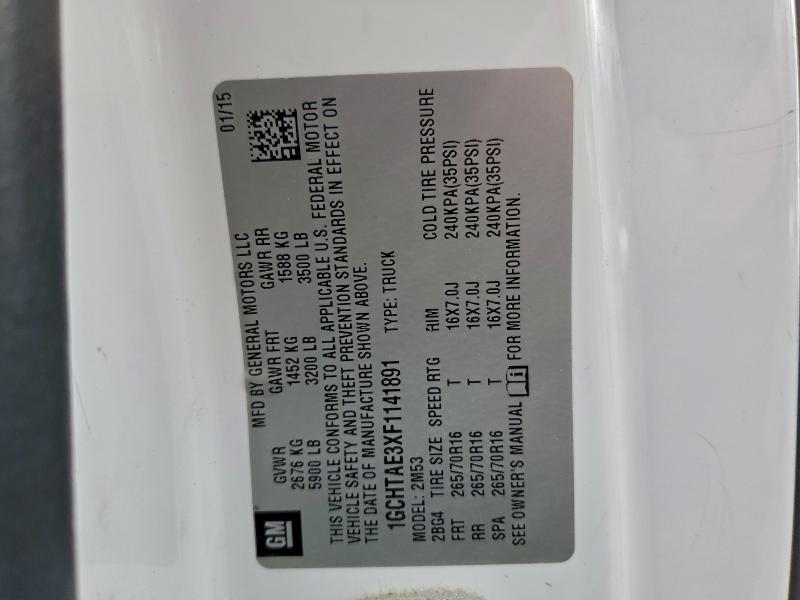 01/15
MFD BY GENERAL MOTORS LLC
GVWR GAWR FRT GAWR RR
2676 KG 1452 KG 1588 KG
5900 LB 3200 LB 3500 LB
GM
THIS VEHICLE CONFORMS TO ALL APPLICABLE U.S. FEDERAL MOTOR
VEHICLE SAFETY AND THEFT PREVENTION STANDARDS IN EFFECT ON
THE DATE OF MANUFACTURE SHOWN ABOVE.
1GCHTAE3XF1141891 TYPE: TRUCK
MODEL: 2M53
2BG4 TIRE SIZE SPEED RTG RIM COLD TIRE PRESSURE
FRT 265/70R16 T 16X7.0J 240KPA(35PSI)
RR 265/70R16 T 16X7.0J 240KPA(35PSI)
SPA 265/70R16 T 16X7.0J 240KPA(35PSI)
SEE OWNER'S MANUAL i FOR MORE INFORMATION.